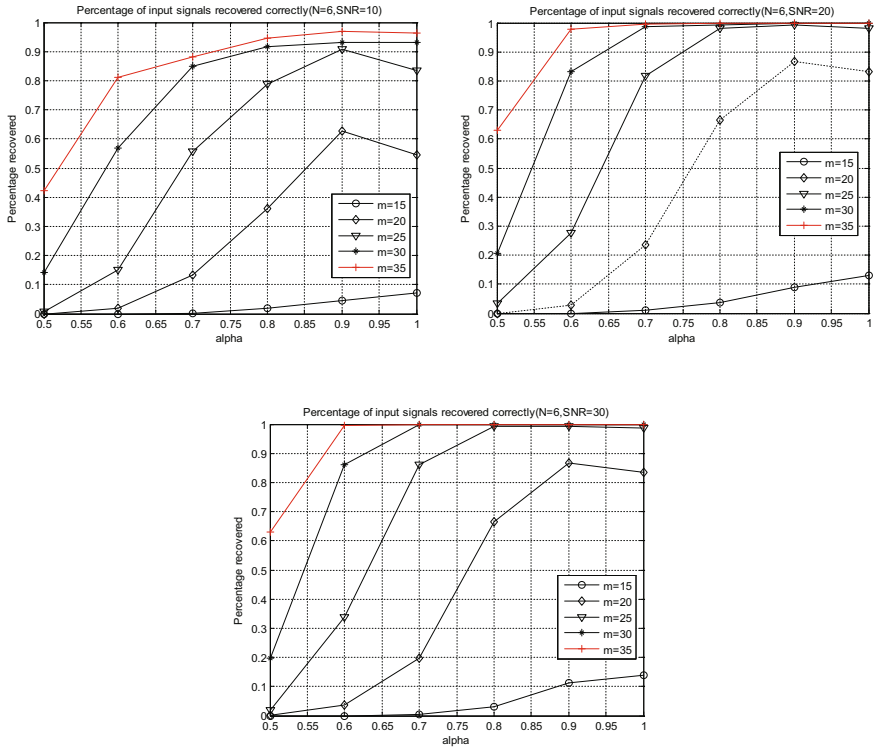 Percentage of input signals recovered correctly(N=6,SNR=10)
Percentage recovered
1
0.9
0.8
0.7
0.6
0.5
0.4
0.3
0.2
0.1
0
0.5 0.55 0.6 0.65 0.7 0.75 0.8 0.85 0.9 0.95 1
alpha
m=15
m=20
m=25
m=30
m=35
Percentage of input signals recovered correctly(N=6,SNR=20)
Percentage recovered
1
0.9
0.8
0.7
0.6
0.5
0.4
0.3
0.2
0.1
0
0.5 0.55 0.6 0.65 0.7 0.75 0.8 0.85 0.9 0.95 1
alpha
m=15
m=20
m=25
m=30
m=35
Percentage of input signals recovered correctly(N=6,SNR=30)
Percentage recovered
1
0.9
0.8
0.7
0.6
0.5
0.4
0.3
0.2
0.1
0
0.5 0.55 0.6 0.65 0.7 0.75 0.8 0.85 0.9 0.95 1
alpha
m=15
m=20
m=25
m=30
m=35